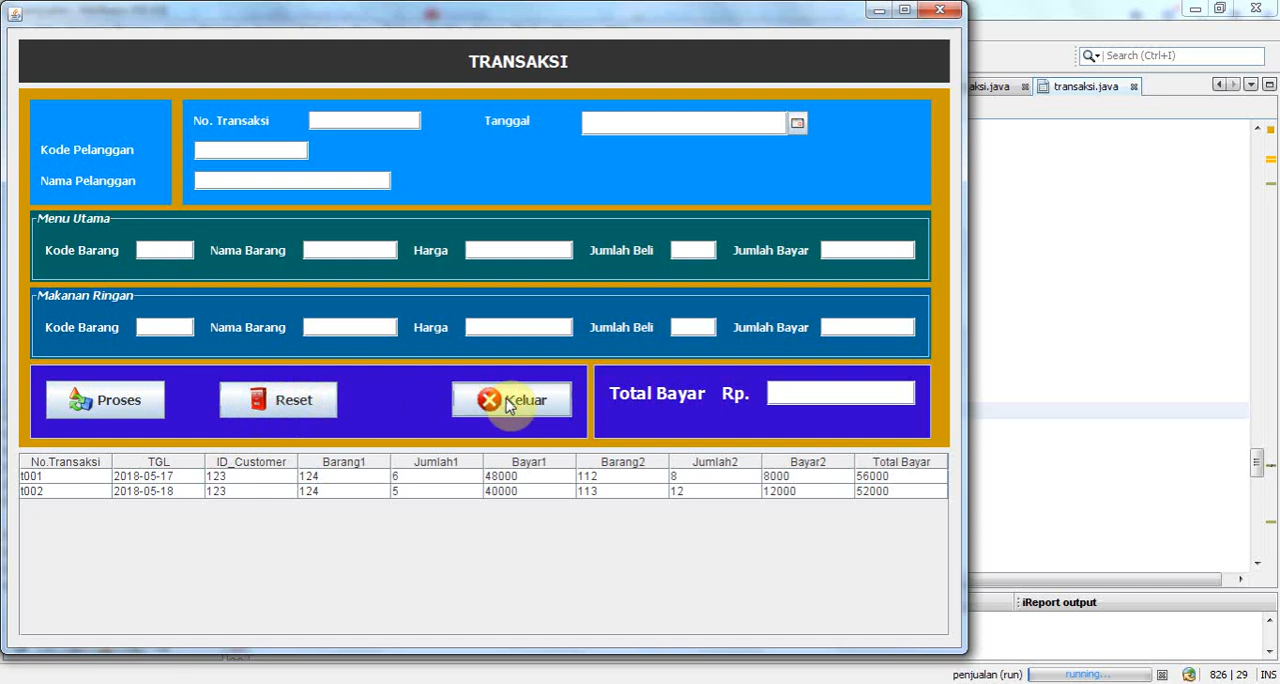 TRANSAKSI
Search (Ctrl+I)
aksi.java transaksi.java
No. Transaksi Tanggal
Kode Pelanggan
Nama Pelanggan
Menu Utama
Kode Barang Nama Barang Harga Jumlah Beli Jumlah Bayar
Makanan Ringan
Kode Barang Nama Barang Harga Jumlah Beli Jumlah Bayar
Proses Reset Keluar Total Bayar Rp.
No.Transaksi TGL ID_Customer Barang1 Jumlah1 Bayar1 Barang2 Jumlah2 Bayar2 Total Bayar
t001 2018-05-17 123 124 6 48000 112 8 8000 56000
t002 2018-05-18 123 124 5 40000 113 12 12000 52000
iReport output
penjualan (run) running... 826 | 29 INS